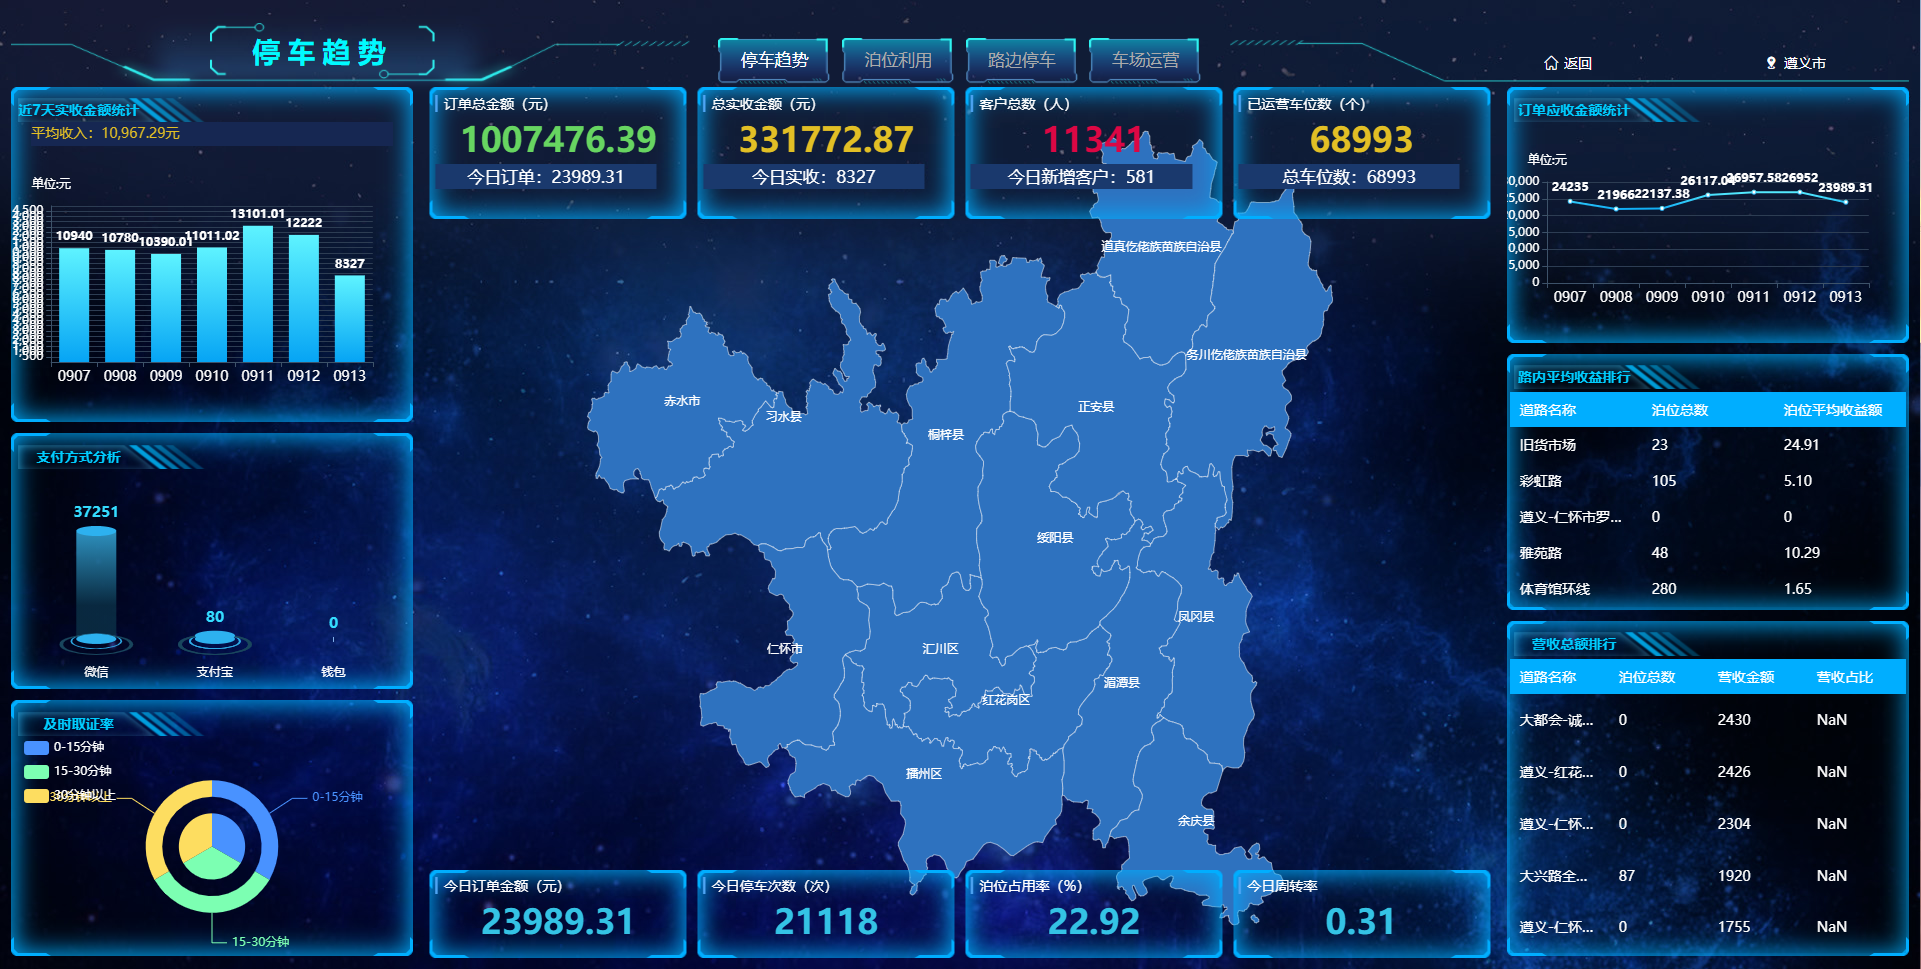 停车趋势
停车趋势
泊位利用
路边停车
车场运营
返回
遵义市
近7天实收金额统计
平均收入：10,967.29元
单位:元
10940
10780
10390.01
11011.02
13101.01
12222
8327
0907
0908
0909
0910
0911
0912
0913
支付方式分析
37251
80
0
微信
支付宝
钱包
及时取证率
0-15分钟
15-30分钟
30分钟以上
0-15分钟
15-30分钟
订单总金额（元）
1007476.39
今日订单：23989.31
总实收金额（元）
331772.87
今日实收：8327
客户总数（人）
11341
今日新增客户：581
已运营车位数（个）
68993
总车位数：68993
道真仡佬族苗族自治县
务川仡佬族苗族自治县
赤水市
习水县
桐梓县
正安县
绥阳县
凤冈县
仁怀市
汇川区
湄潭县
红花岗区
播州区
余庆县
今日订单金额（元）
23989.31
今日停车次数（次）
21118
泊位占用率（%）
22.92
今日周转率
0.31
订单应收金额统计
单位:元
24235
21966
22137.38
26117.04
26957.58
26952
23989.31
5,000
0
0907
0908
0909
0910
0911
0912
0913
路内平均收益排行
道路名称 泊位总数 泊位平均收益额
旧货市场 23 24.91
彩虹路 105 5.10
遵义-仁怀市罗... 0 0
雅苑路 48 10.29
体育馆环线 280 1.65
营收总额排行
道路名称 泊位总数 营收金额 营收占比
大都会-诚... 0 2430 NaN
遵义-红花... 0 2426 NaN
遵义-仁怀... 0 2304 NaN
大兴路全... 87 1920 NaN
遵义-仁怀... 0 1755 NaN